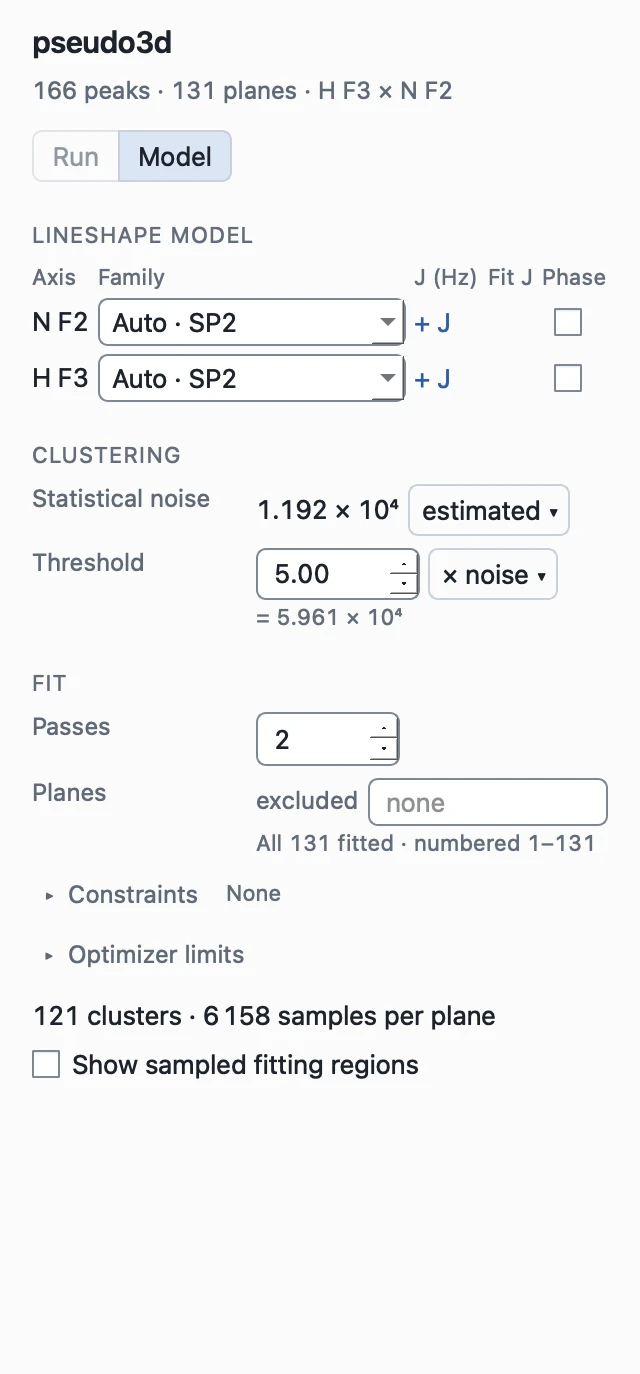 pseudo3d
166 peaks · 131 planes · H F3 × N F2
Run Model
LINESHAPE MODEL
Axis Family J (Hz) Fit J Phase
N F2 Auto · SP2 + J
H F3 Auto · SP2 + J
CLUSTERING
Statistical noise 1.192 × 10⁴ estimated ▾
Threshold 5.00 × noise ▾
= 5.961 × 10⁴
FIT
Passes 2
Planes excluded none
All 131 fitted · numbered 1–131
▸ Constraints None
▸ Optimizer limits
121 clusters · 6 158 samples per plane
Show sampled fitting regions